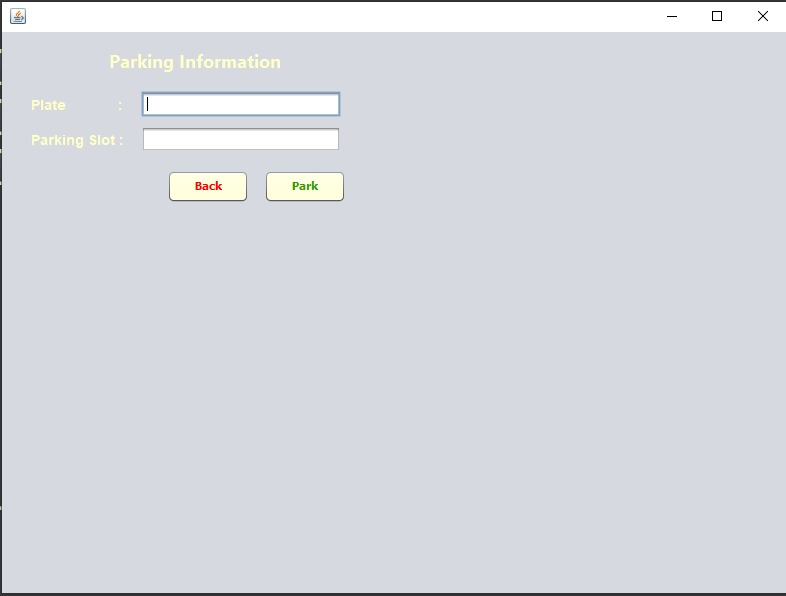 Parking Information
Plate :
Parking Slot :
Back Park